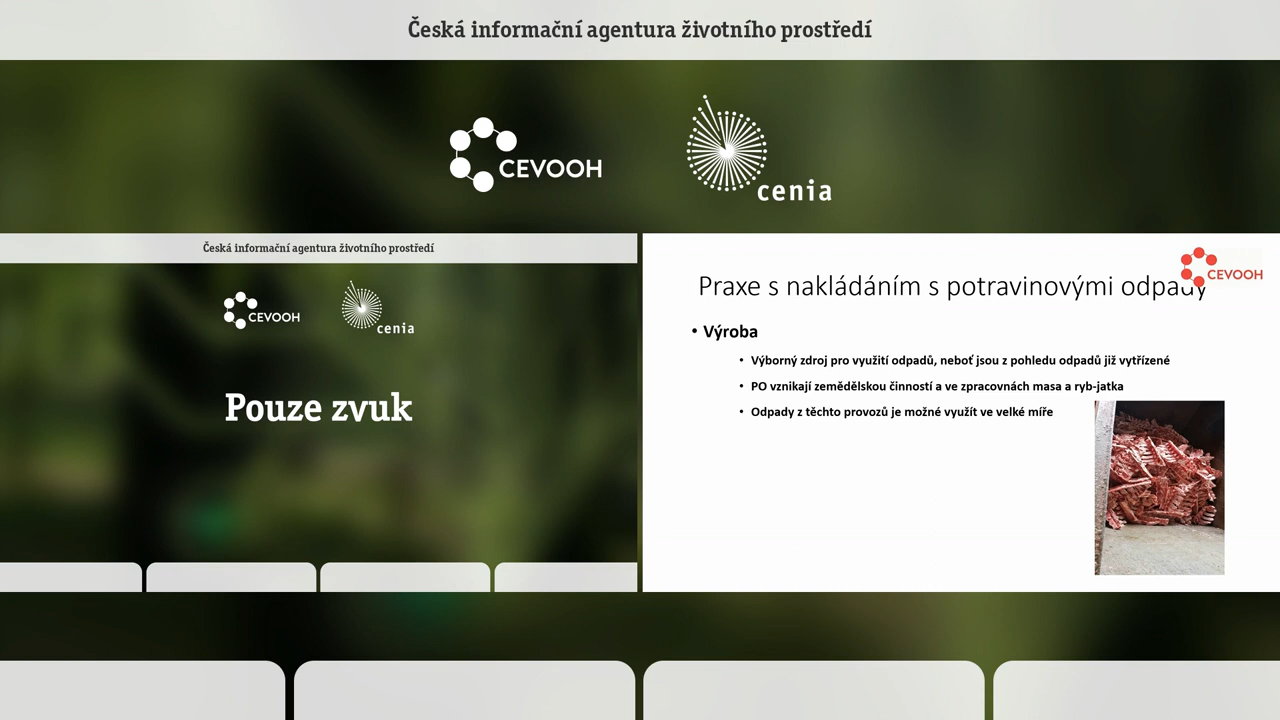 Česká informační agentura životního prostředí
CEVOOH
cenia
Česká informační agentura životního prostředí
CEVOOH
cenia
Pouze zvuk
CEVOOH
Praxe s nakládáním s potravinovými odpady
• Výroba
• Výborný zdroj pro využití odpadů, neboť jsou z pohledu odpadů již vytřízené
• PO vznikají zemědělskou činností a ve zpracovnách masa a ryb-jatka
• Odpady z těchto provozů je možné využít ve velké míře